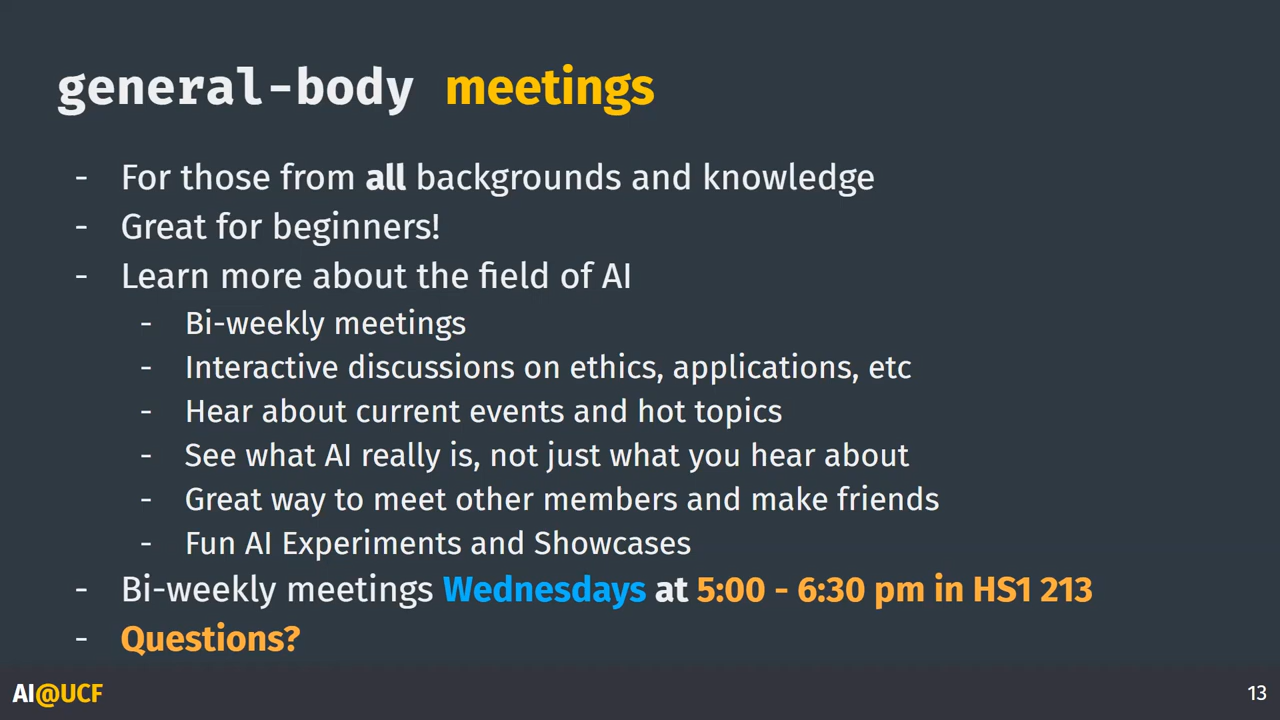 general-body meetings
- For those from all backgrounds and knowledge
- Great for beginners!
- Learn more about the field of AI
- Bi-weekly meetings
- Interactive discussions on ethics, applications, etc
- Hear about current events and hot topics
- See what AI really is, not just what you hear about
- Great way to meet other members and make friends
- Fun AI Experiments and Showcases
- Bi-weekly meetings Wednesdays at 5:00 - 6:30 pm in HS1 213
- Questions?
AI@UCF
13